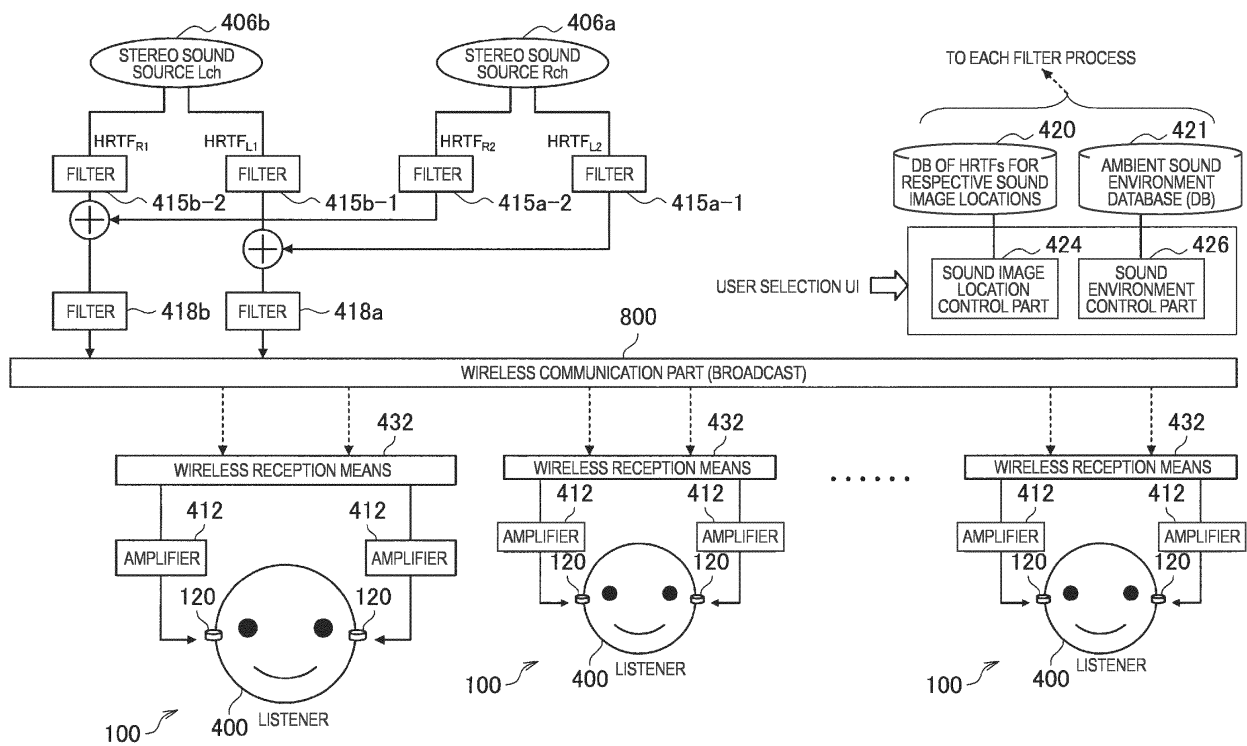 406b
406a
STEREO SOUND
SOURCE Lch
STEREO SOUND
SOURCE Rch
TO EACH FILTER PROCESS
HRTFR1
HRTFL1
HRTFR2
HRTFL2
420
421
FILTER
FILTER
FILTER
FILTER
DB OF HRTFs FOR
RESPECTIVE SOUND
IMAGE LOCATIONS
AMBIENT SOUND
ENVIRONMENT
DATABASE (DB)
415b-2
415b-1
415a-2
415a-1
424
426
USER SELECTION UI
SOUND IMAGE
LOCATION
CONTROL PART
SOUND
ENVIRONMENT
CONTROL PART
FILTER
418b
FILTER
418a
800
WIRELESS COMMUNICATION PART (BROADCAST)
432
432
432
WIRELESS RECEPTION MEANS
WIRELESS RECEPTION MEANS
WIRELESS RECEPTION MEANS
412
412
412
412
412
412
AMPLIFIER
AMPLIFIER
AMPLIFIER
AMPLIFIER
AMPLIFIER
AMPLIFIER
120
120
120
120
120
120
100
400
LISTENER
100
400
LISTENER
100
400
LISTENER